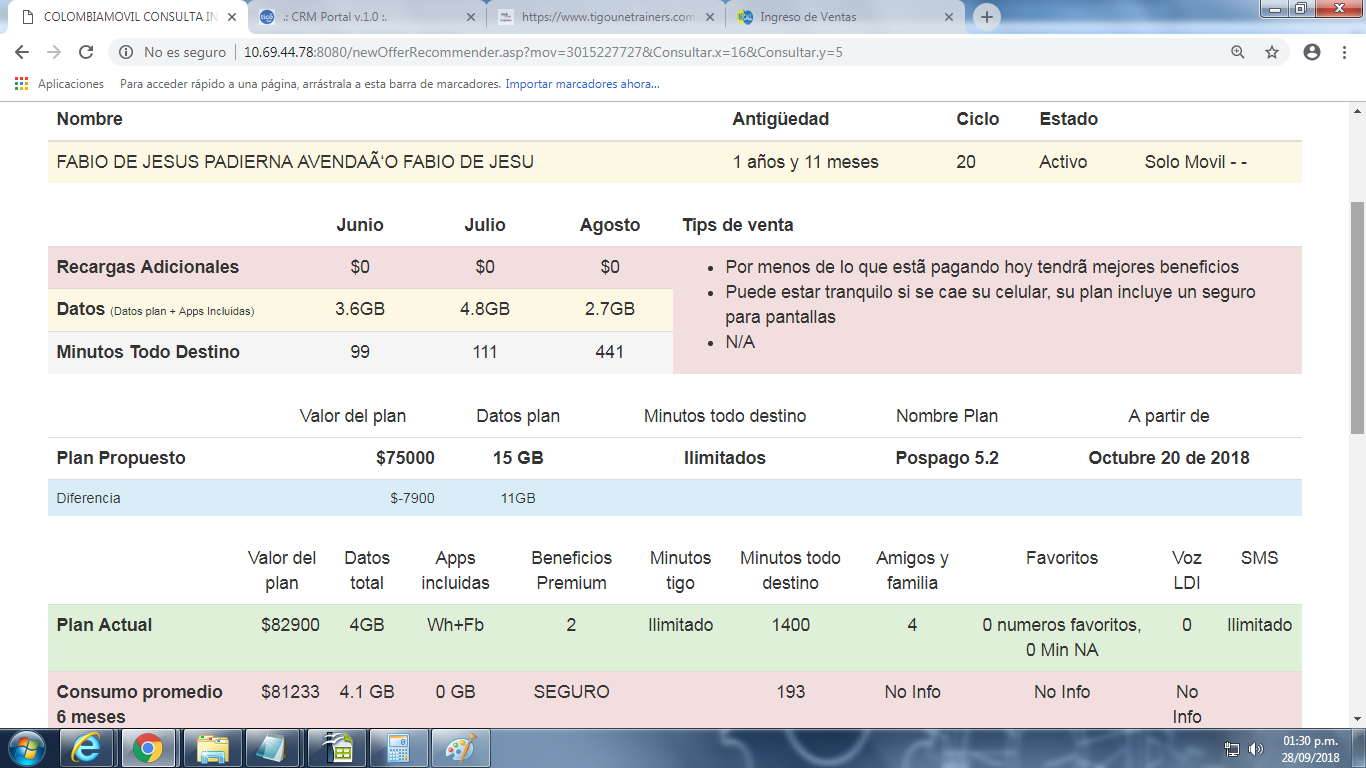 COLOMBIAMOVIL CONSULTA IN
.: CRM Portal v.1.0 :.
https://www.tigounetrainers.com
Ingreso de Ventas
No es seguro
10.69.44.78:8080/newOfferRecommender.asp?mov=3015227727&Consultar.x=16&Consultar.y=5
Aplicaciones
Para acceder rápido a una página, arrástrala a esta barra de marcadores. Importar marcadores ahora...
Nombre Antigüedad Ciclo Estado
FABIO DE JESUS PADIERNA AVENDAÃ‘O FABIO DE JESU 1 años y 11 meses 20 Activo Solo Movil - -
Junio Julio Agosto Tips de venta
Recargas Adicionales $0 $0 $0
Datos (Datos plan + Apps Incluidas) 3.6GB 4.8GB 2.7GB
Minutos Todo Destino 99 111 441
• Por menos de lo que estã pagando hoy tendrã mejores beneficios
• Puede estar tranquilo si se cae su celular, su plan incluye un seguro
para pantallas
• N/A
Valor del plan Datos plan Minutos todo destino Nombre Plan A partir de
Plan Propuesto $75000 15 GB Ilimitados Pospago 5.2 Octubre 20 de 2018
Diferencia $-7900 11GB
Valor del Datos Apps Beneficios Minutos Minutos todo Amigos y Favoritos Voz SMS
plan total incluidas Premium tigo destino familia LDI
Plan Actual $82900 4GB Wh+Fb 2 Ilimitado 1400 4 0 numeros favoritos, 0 Ilimitado
0 Min NA
Consumo promedio $81233 4.1 GB 0 GB SEGURO 193 No Info No Info No
6 meses Info
01:30 p.m.
28/09/2018